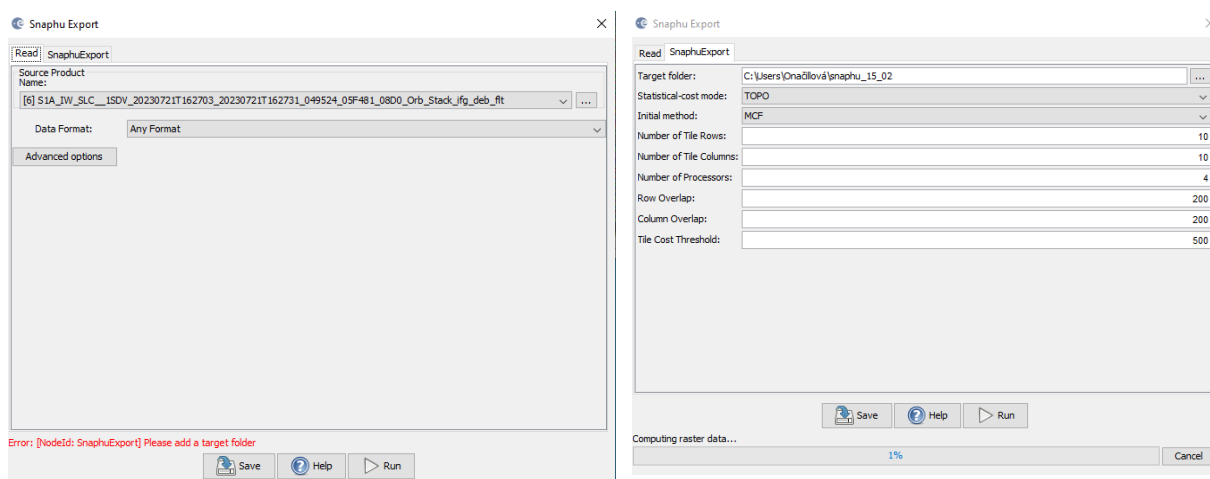 Snaphu Export
Read SnaphuExport
Source Product
Name:
[6] S1A_IW_SLC__1SDV_20230721T162703_20230721T162731_049524_05F481_08D0_Orb_Stack_ifg_deb_flt ...
Data Format: Any Format
Advanced options
Error: [NodeId: SnaphuExport] Please add a target folder
Save Help Run
Snaphu Export
Read SnaphuExport
Target folder: C:\Users\Onačillová\snaphu_15_02 ...
Statistical-cost mode: TOPO
Initial method: MCF
Number of Tile Rows: 10
Number of Tile Columns: 10
Number of Processors: 4
Row Overlap: 200
Column Overlap: 200
Tile Cost Threshold: 500
Save Help Run
Computing raster data...
1% Cancel